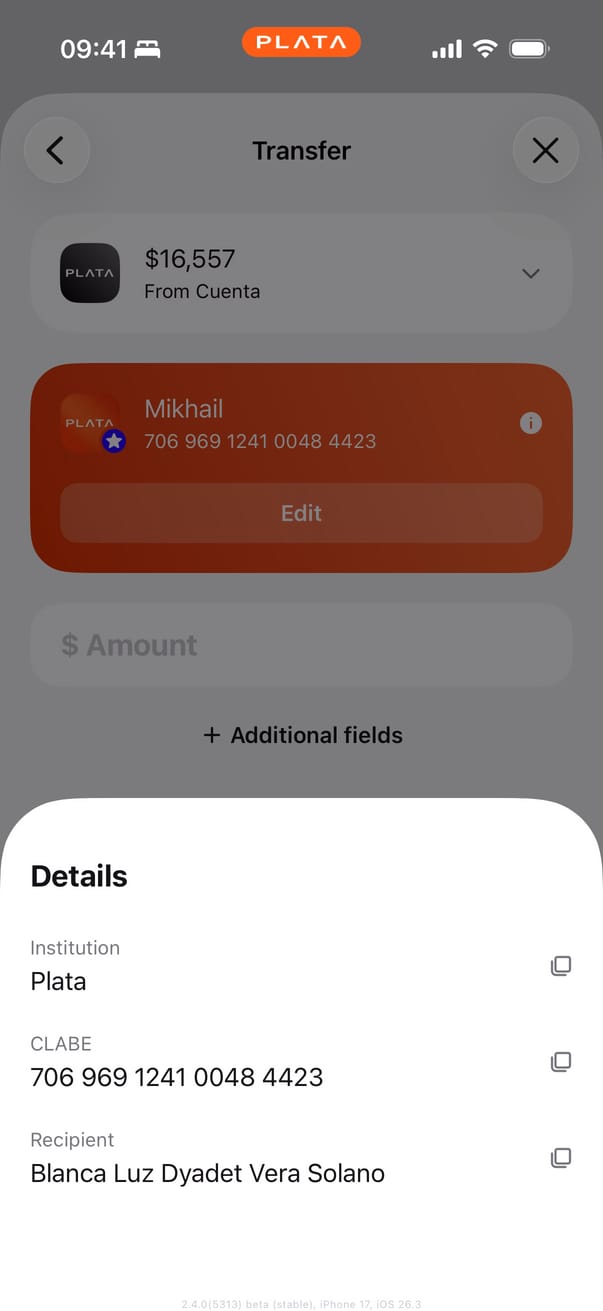 09:41
PLATA
Transfer
PLATA
$16,557
From Cuenta
PLATA
Mikhail
706 969 1241 0048 4423
Edit
$ Amount
+ Additional fields
Details
Institution
Plata
CLABE
706 969 1241 0048 4423
Recipient
Blanca Luz Dyadet Vera Solano
2.4.0(5313) beta (stable), iPhone 17, iOS 26.3